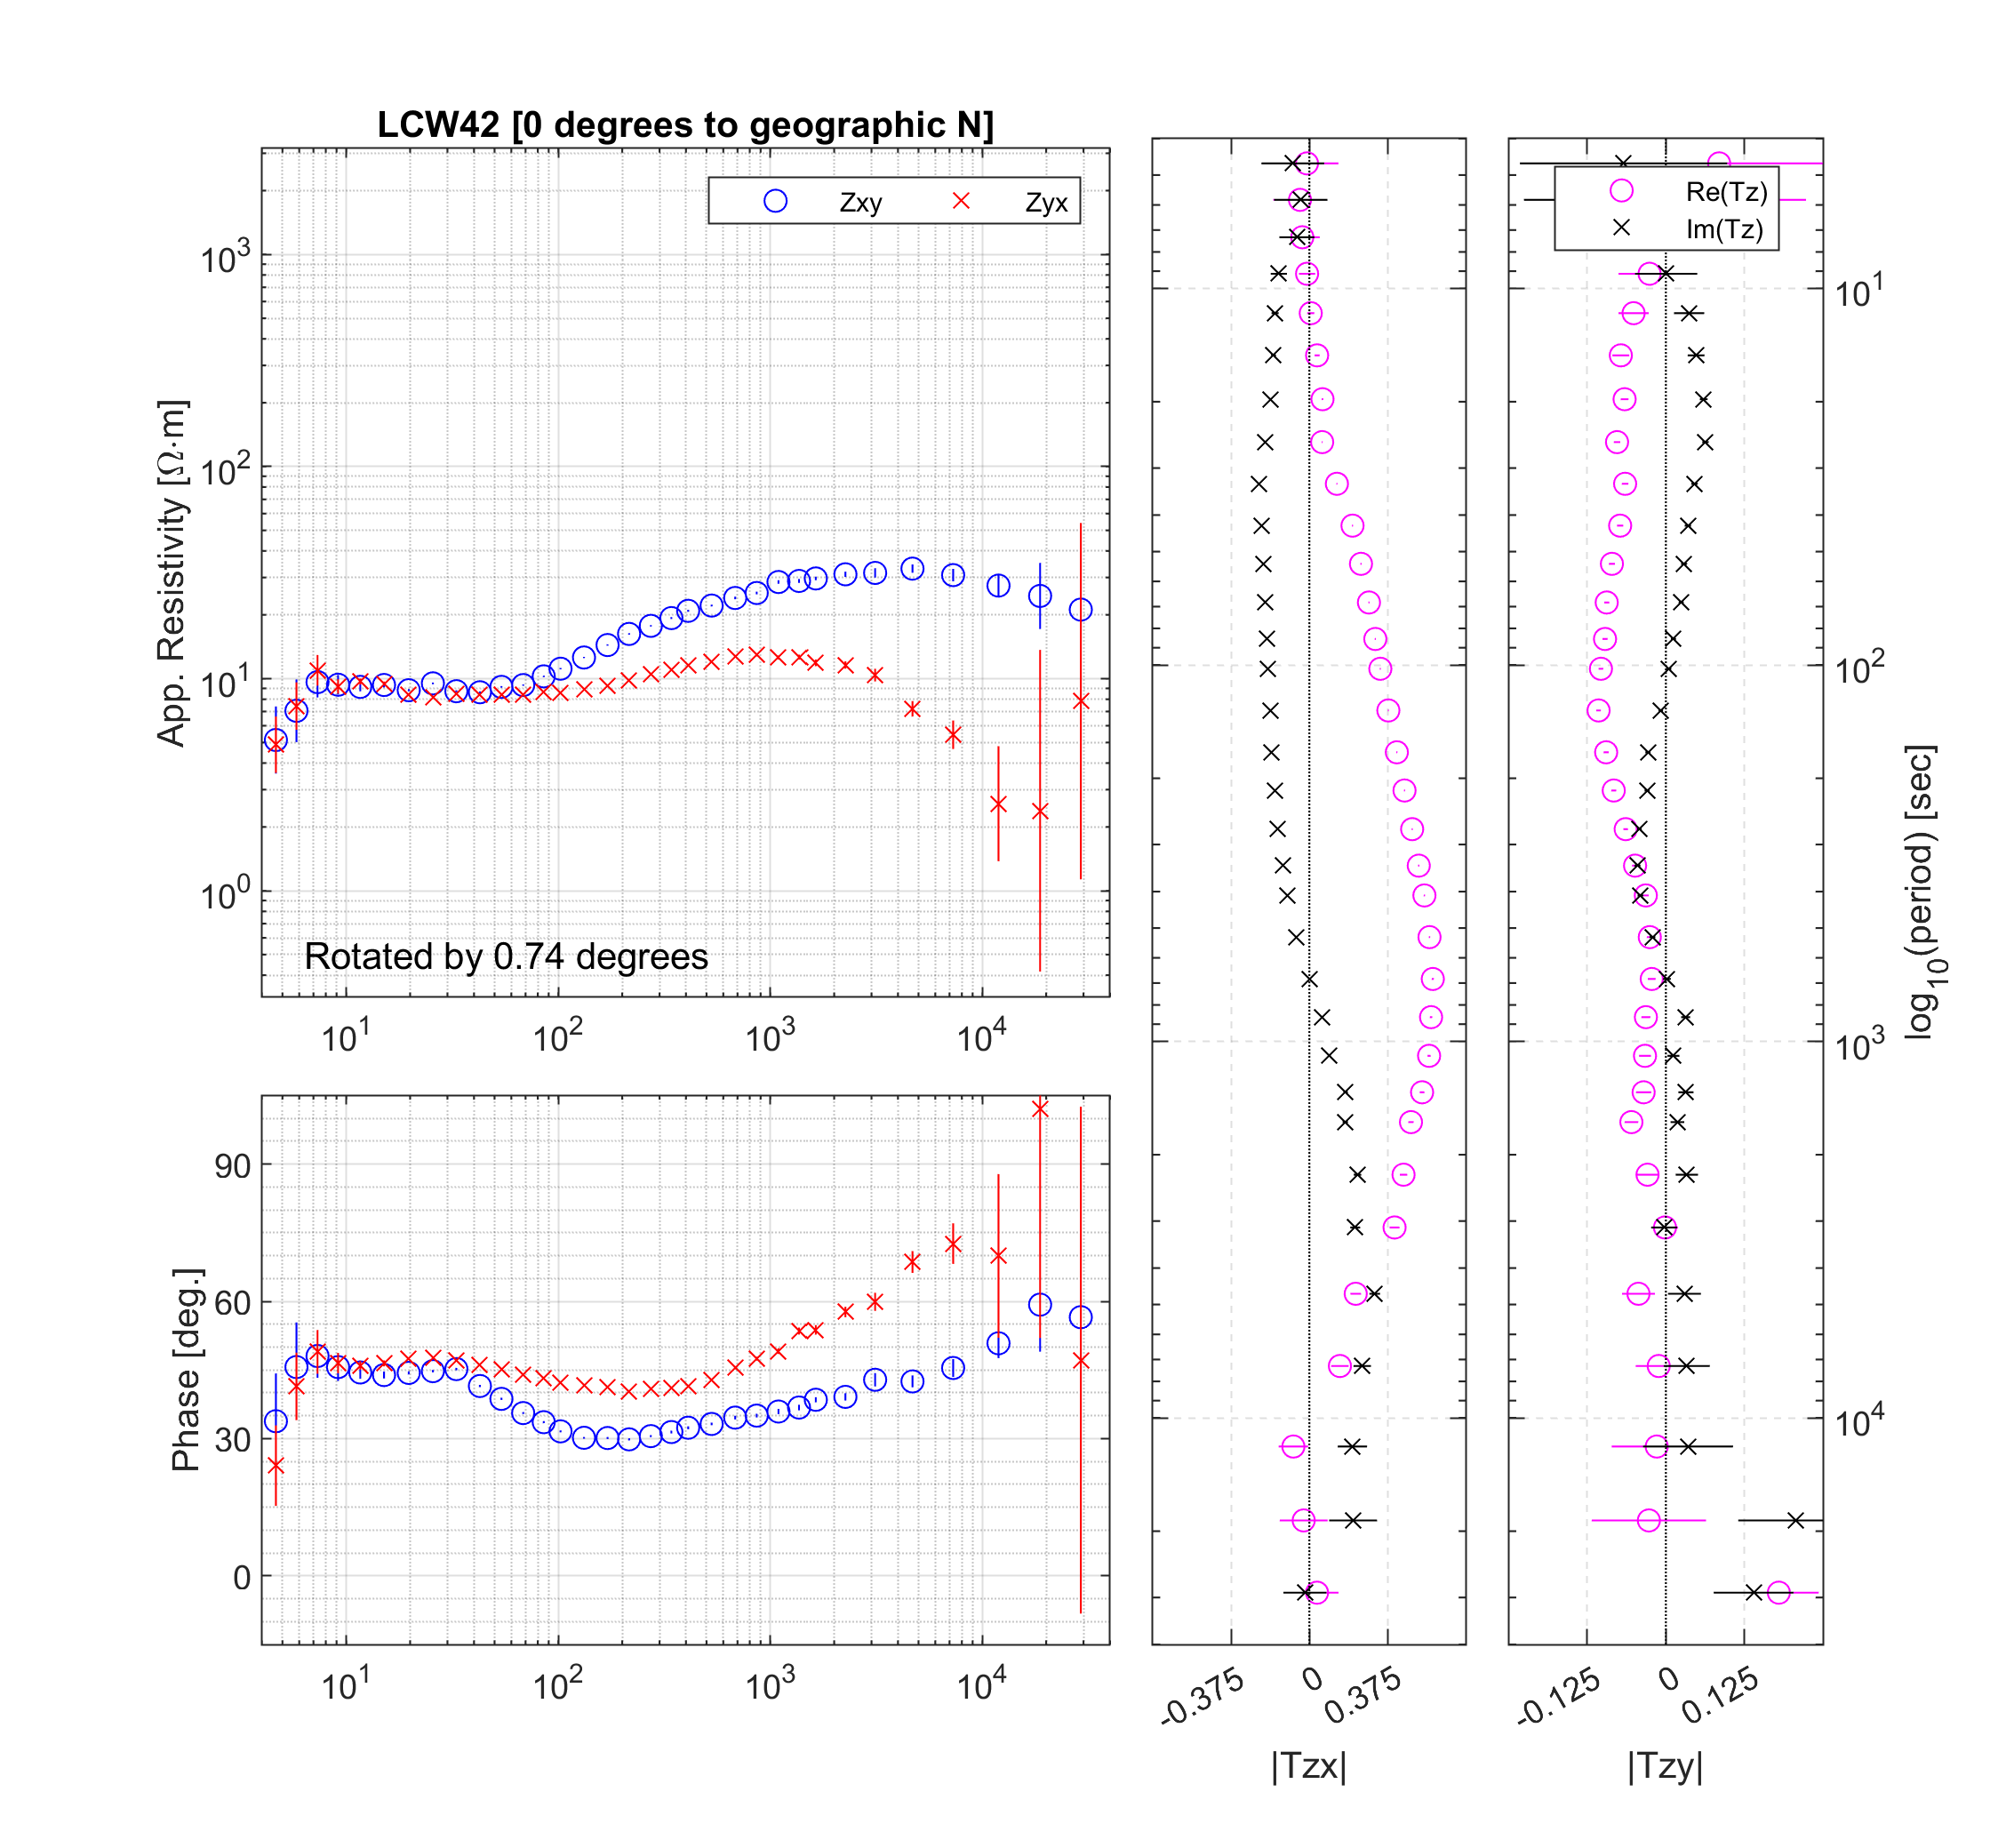 LCW42 [0 degrees to geographic N]
Zxy Zyx
App. Resistivity [Ω·m]
10^3
10^2
10^1
10^0
Rotated by 0.74 degrees
10^1 10^2 10^3 10^4
Phase [deg.]
90
60
30
0
10^1 10^2 10^3 10^4
-0.375 0 0.375
|Tzx|
Re(Tz)
Im(Tz)
-0.125 0 0.125
|Tzy|
10^1
10^2
10^3
10^4
log_10(period) [sec]